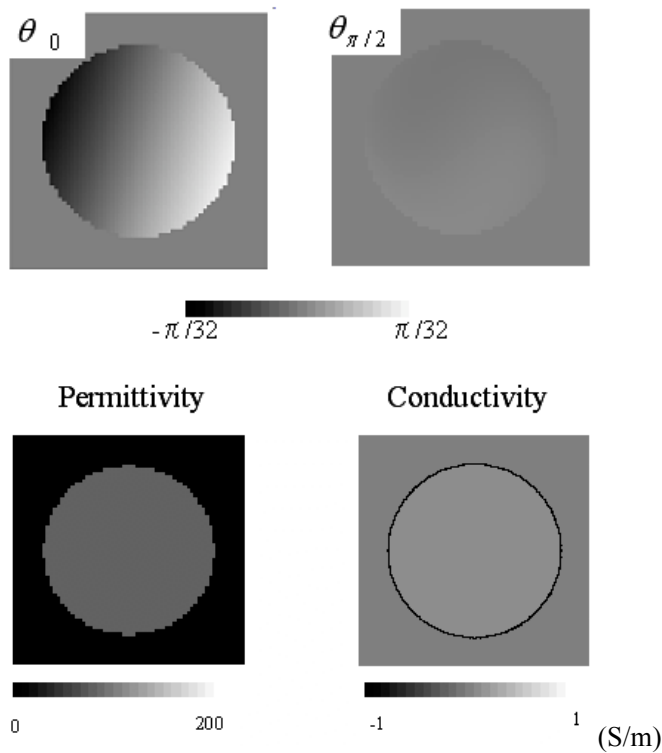 θ 0
θ π/2
-π/32 π/32
Permittivity Conductivity
0 200
-1 1 (S/m)